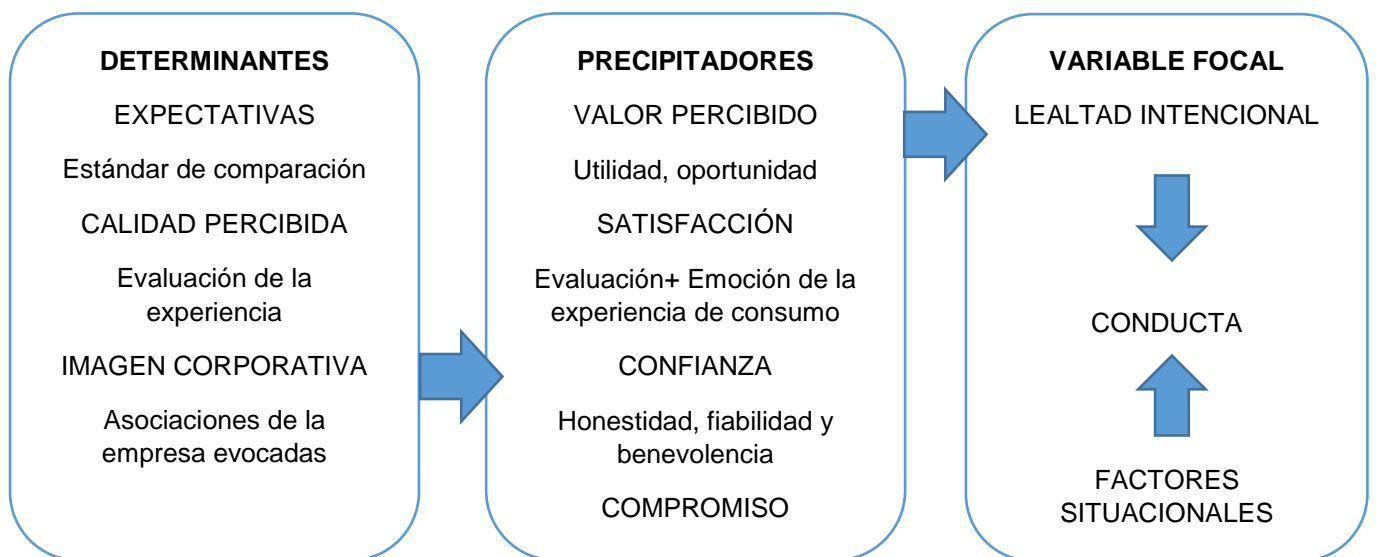 DETERMINANTES
EXPECTATIVAS
Estándar de comparación
CALIDAD PERCIBIDA
Evaluación de la
experiencia
IMAGEN CORPORATIVA
Asociaciones de la
empresa evocadas
PRECIPITADORES
VALOR PERCIBIDO
Utilidad, oportunidad
SATISFACCIÓN
Evaluación+ Emoción de la
experiencia de consumo
CONFIANZA
Honestidad, fiabilidad y
benevolencia
COMPROMISO
VARIABLE FOCAL
LEALTAD INTENCIONAL
CONDUCTA
FACTORES
SITUACIONALES